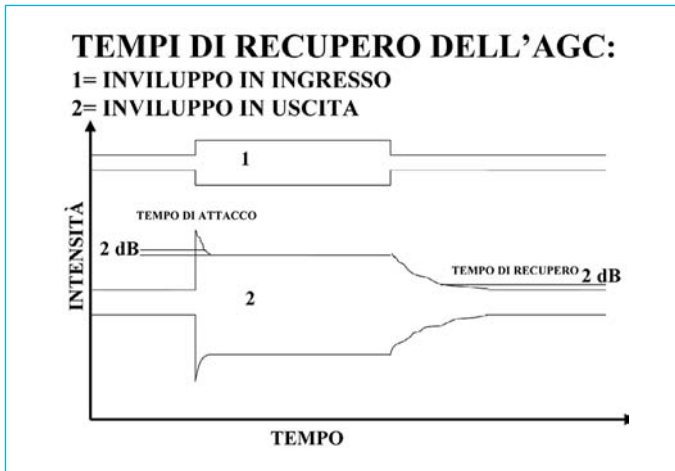 TEMPI DI RECUPERO DELL'AGC:
1= INVILUPPO IN INGRESSO
2= INVILUPPO IN USCITA
1
TEMPO DI ATTACCO
2 dB
TEMPO DI RECUPERO 2 dB
2
INTENSITÀ
TEMPO